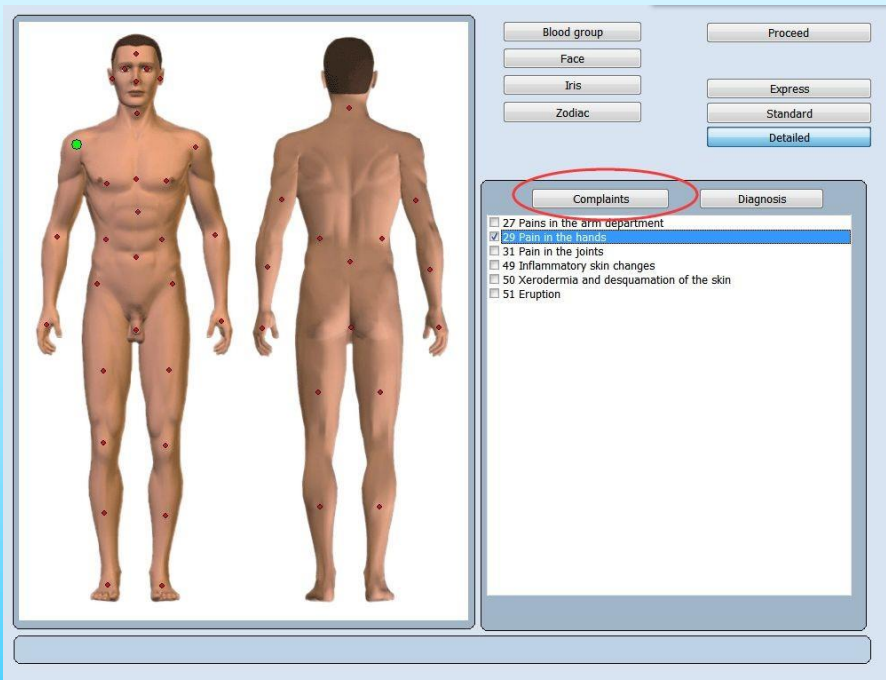 Blood group
Proceed
Face
Iris
Express
Zodiac
Standard
Detailed
Complaints
Diagnosis
27 Pains in the arm department
29 Pain in the hands
31 Pain in the joints
49 Inflammatory skin changes
50 Xerodermia and desquamation of the skin
51 Eruption